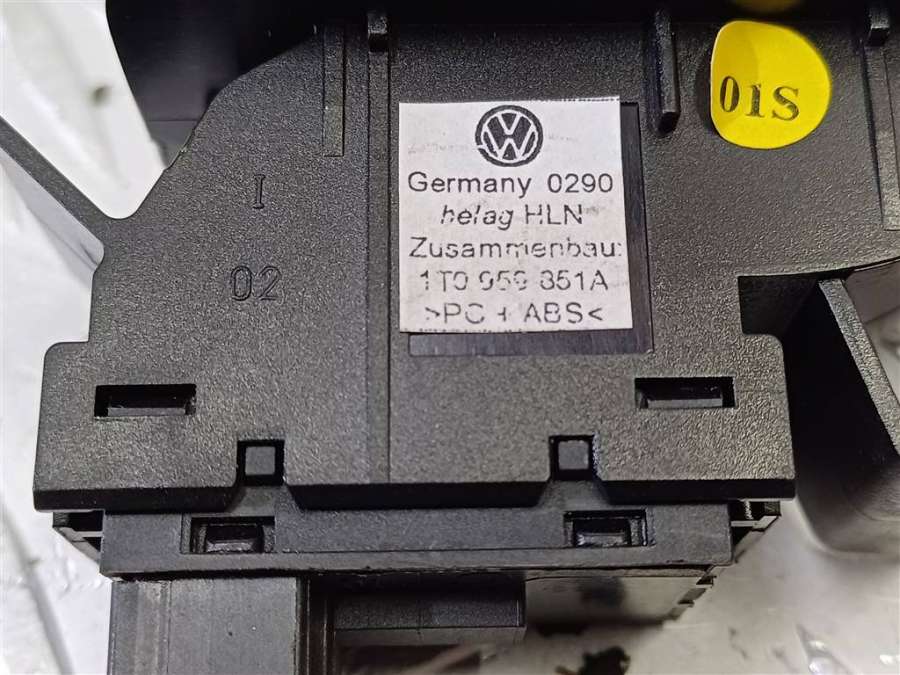 01S
Germany 0290
helag HLN
Zusammenbau:
1T0 959 851A
>PC+ABS<
I
02